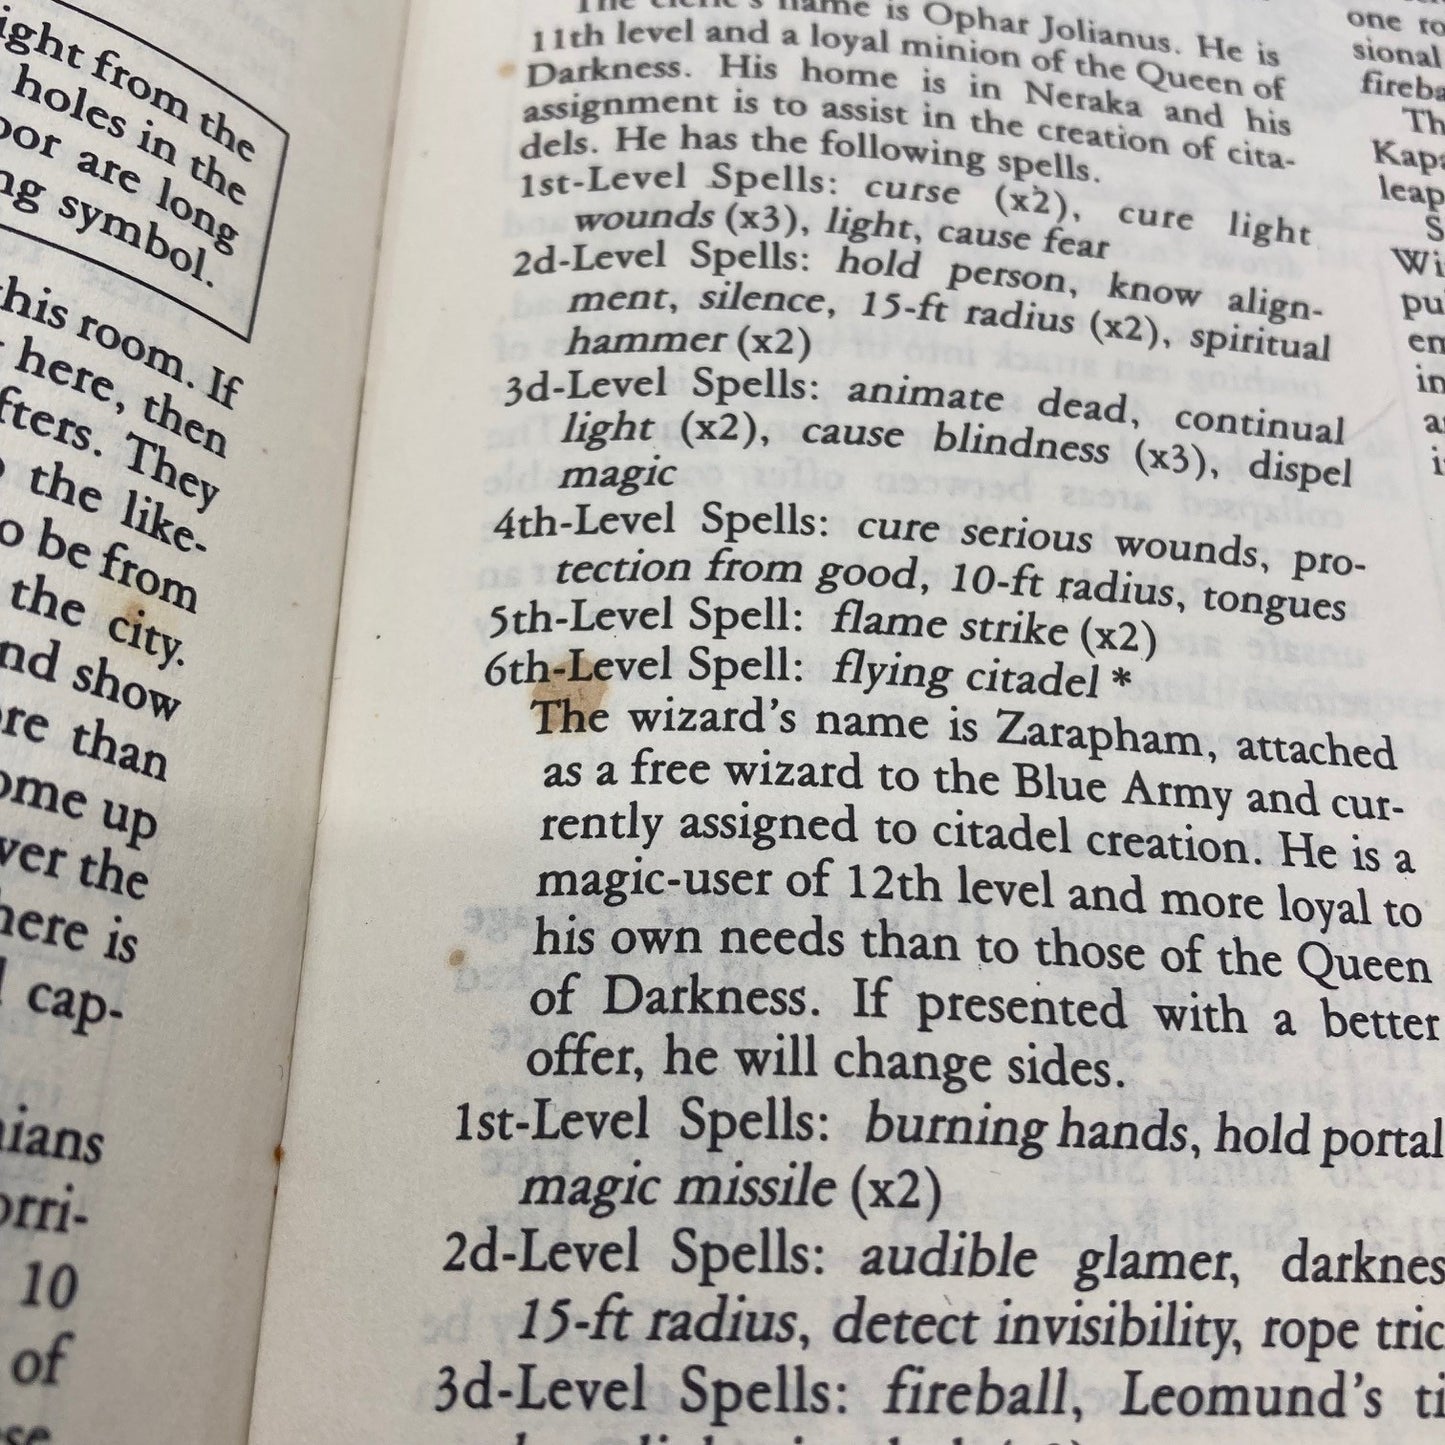 ight from the
holes in the
oor are long
ng symbol.
his room. If
here, then
fters. They
the like-
o be from
the city.
nd show
re than
ome up
ver the
here is
cap-
ians
orri-
10
of
The cleric's name is Ophar Jolianus. He is
11th level and a loyal minion of the Queen of
Darkness. His home is in Neraka and his
assignment is to assist in the creation of cita-
dels. He has the following spells.
1st-Level Spells: curse (x2), cure light
wounds (x3), light, cause fear
2d-Level Spells: hold person, know align-
ment, silence, 15-ft radius (x2), spiritual
hammer (x2)
3d-Level Spells: animate dead, continual
light (x2), cause blindness (x3), dispel
magic
4th-Level Spells: cure serious wounds, pro-
tection from good, 10-ft radius, tongues
5th-Level Spell: flame strike (x2)
6th-Level Spell: flying citadel *
The wizard's name is Zarapham, attached
as a free wizard to the Blue Army and cur-
rently assigned to citadel creation. He is a
magic-user of 12th level and more loyal to
his own needs than to those of the Queen
of Darkness. If presented with a better
offer, he will change sides.
1st-Level Spells: burning hands, hold portal
magic missile (x2)
2d-Level Spells: audible glamer, darknes
15-ft radius, detect invisibility, rope tric
3d-Level Spells: fireball, Leomund's ti
one ro
sional
fireba
Th
Kapa
leap
S
Wi
pu
en
in